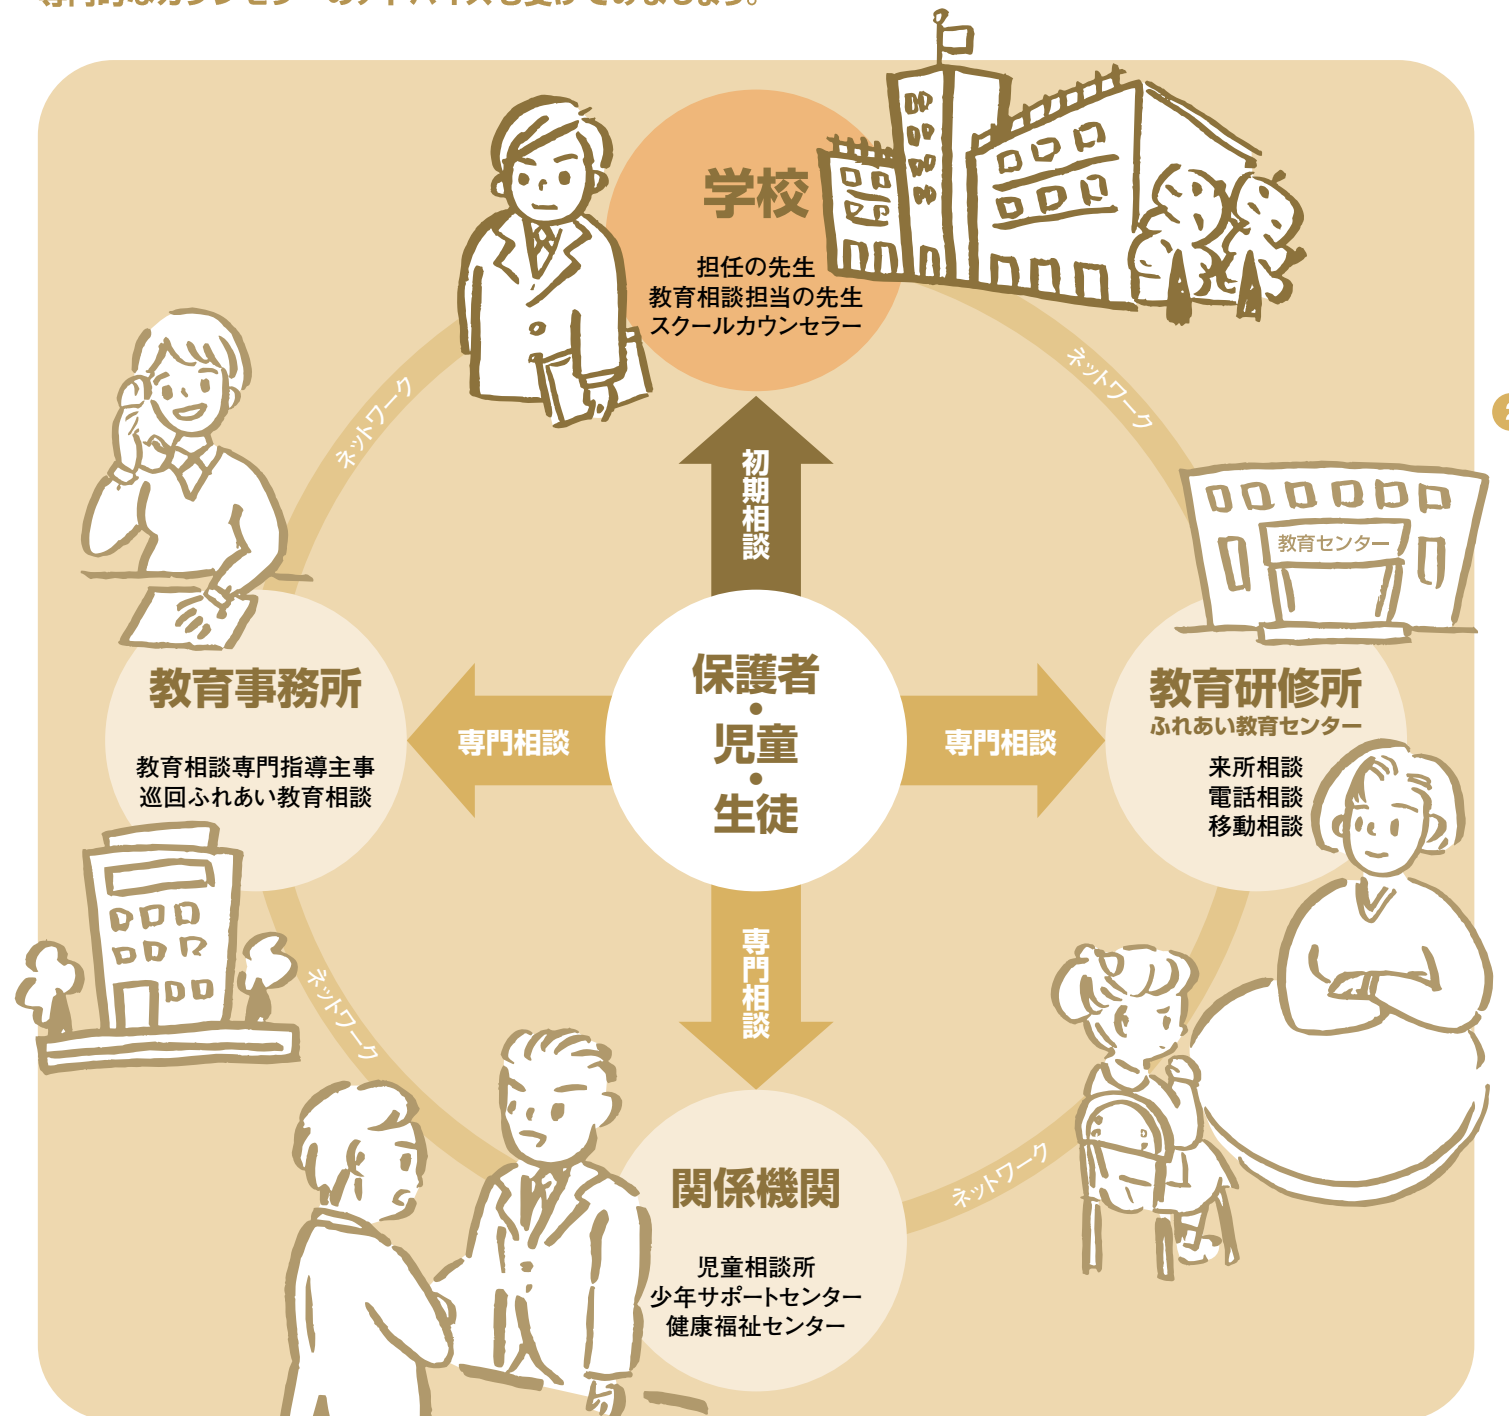 学校
担任の先生
教育相談担当の先生
スクールカウンセラー
ネットワーク
ネットワーク
初期相談
教育センター
教育事務所
教育相談専門指導主事
巡回ふれあい教育相談
専門相談
保護者
・
児童
・
生徒
専門相談
教育研修所
ふれあい教育センター
来所相談
電話相談
移動相談
専門相談
ネットワーク
ネットワーク
関係機関
児童相談所
少年サポートセンター
健康福祉センター